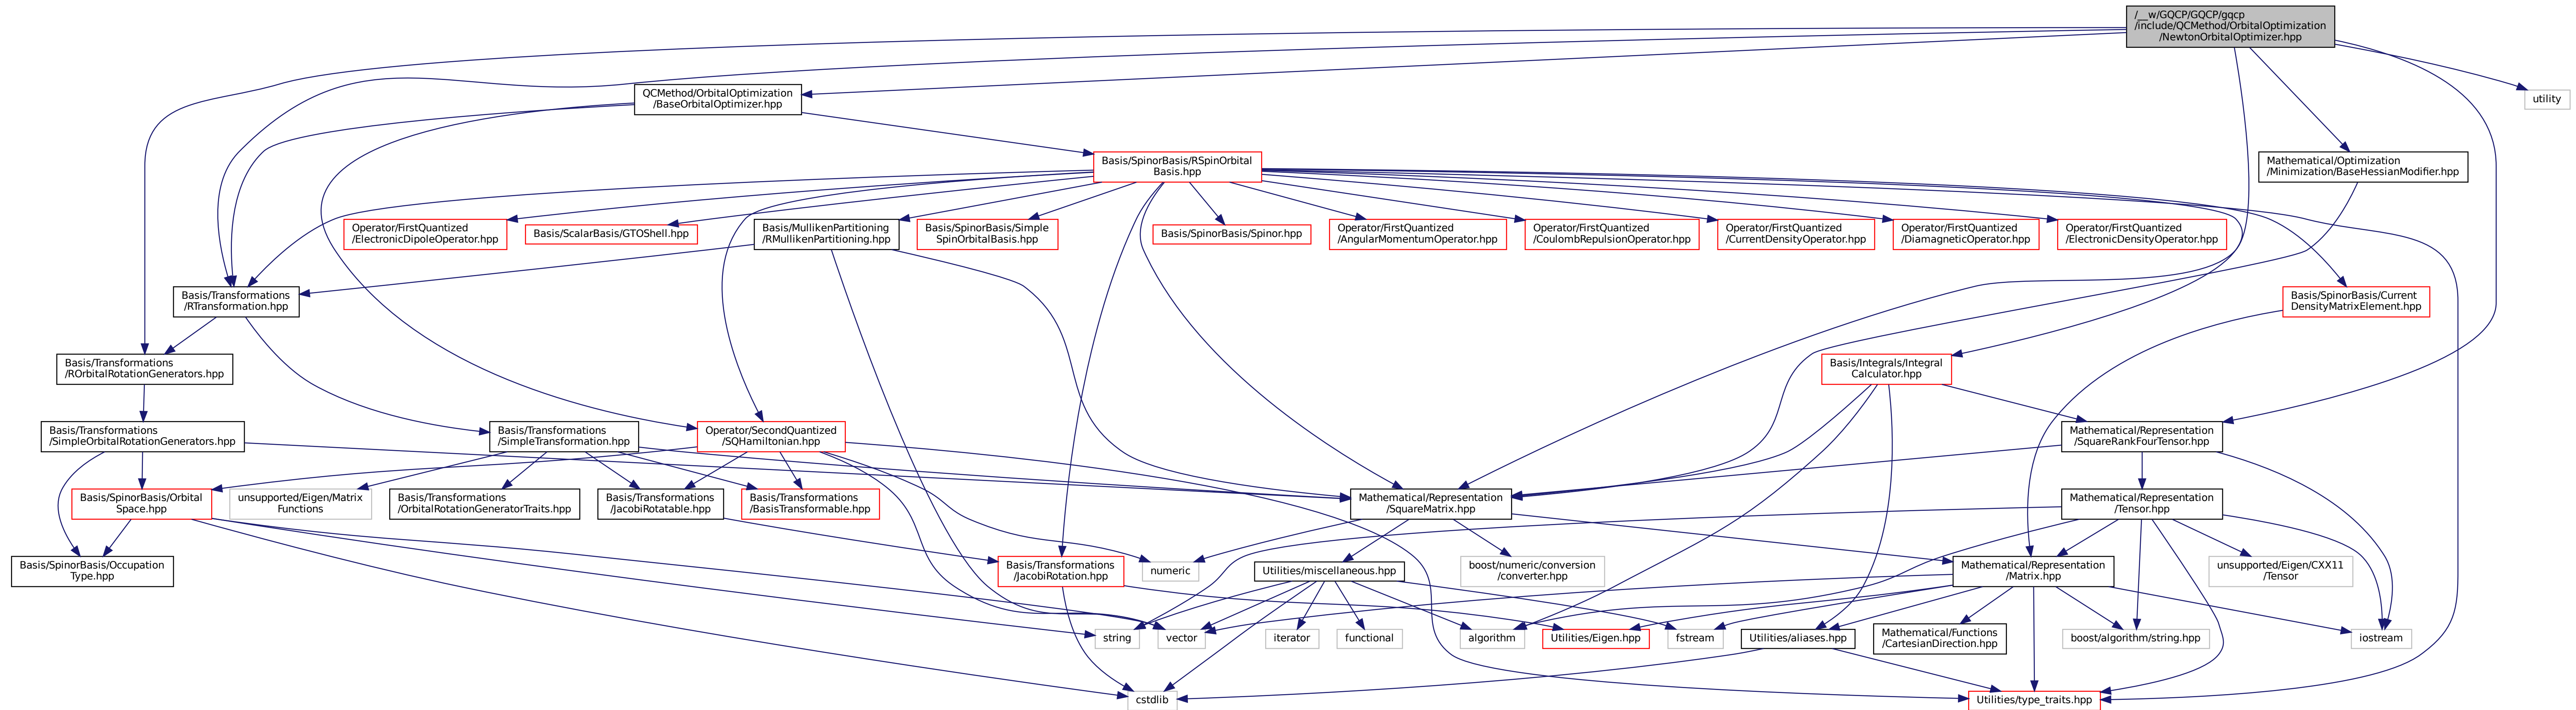 /__w/GQCP/GQCP/gqcp
/include/QCMethod/OrbitalOptimization
/NewtonOrbitalOptimizer.hpp
QCMethod/OrbitalOptimization
/BaseOrbitalOptimizer.hpp
utility
Basis/SpinorBasis/RSpinOrbital
Basis.hpp
Mathematical/Optimization
/Minimization/BaseHessianModifier.hpp
Operator/FirstQuantized
/ElectronicDipoleOperator.hpp
Basis/ScalarBasis/GTOShell.hpp
Basis/MullikenPartitioning
/RMullikenPartitioning.hpp
Basis/SpinorBasis/Simple
SpinOrbitalBasis.hpp
Basis/SpinorBasis/Spinor.hpp
Operator/FirstQuantized
/AngularMomentumOperator.hpp
Operator/FirstQuantized
/CoulombRepulsionOperator.hpp
Operator/FirstQuantized
/CurrentDensityOperator.hpp
Operator/FirstQuantized
/DiamagneticOperator.hpp
Operator/FirstQuantized
/ElectronicDensityOperator.hpp
Basis/Transformations
/RTransformation.hpp
Basis/SpinorBasis/Current
DensityMatrixElement.hpp
Basis/Transformations
/ROrbitalRotationGenerators.hpp
Basis/Integrals/Integral
Calculator.hpp
Basis/Transformations
/SimpleOrbitalRotationGenerators.hpp
Basis/Transformations
/SimpleTransformation.hpp
Operator/SecondQuantized
/SQHamiltonian.hpp
Mathematical/Representation
/SquareRankFourTensor.hpp
Basis/SpinorBasis/Orbital
Space.hpp
unsupported/Eigen/Matrix
Functions
Basis/Transformations
/OrbitalRotationGeneratorTraits.hpp
Basis/Transformations
/JacobiRotatable.hpp
Basis/Transformations
/BasisTransformable.hpp
Mathematical/Representation
/SquareMatrix.hpp
Mathematical/Representation
/Tensor.hpp
Basis/SpinorBasis/Occupation
Type.hpp
Basis/Transformations
/JacobiRotation.hpp
numeric
Utilities/miscellaneous.hpp
boost/numeric/conversion
/converter.hpp
Mathematical/Representation
/Matrix.hpp
unsupported/Eigen/CXX11
/Tensor
string
vector
iterator
functional
algorithm
Utilities/Eigen.hpp
fstream
Utilities/aliases.hpp
Mathematical/Functions
/CartesianDirection.hpp
boost/algorithm/string.hpp
iostream
cstdlib
Utilities/type_traits.hpp